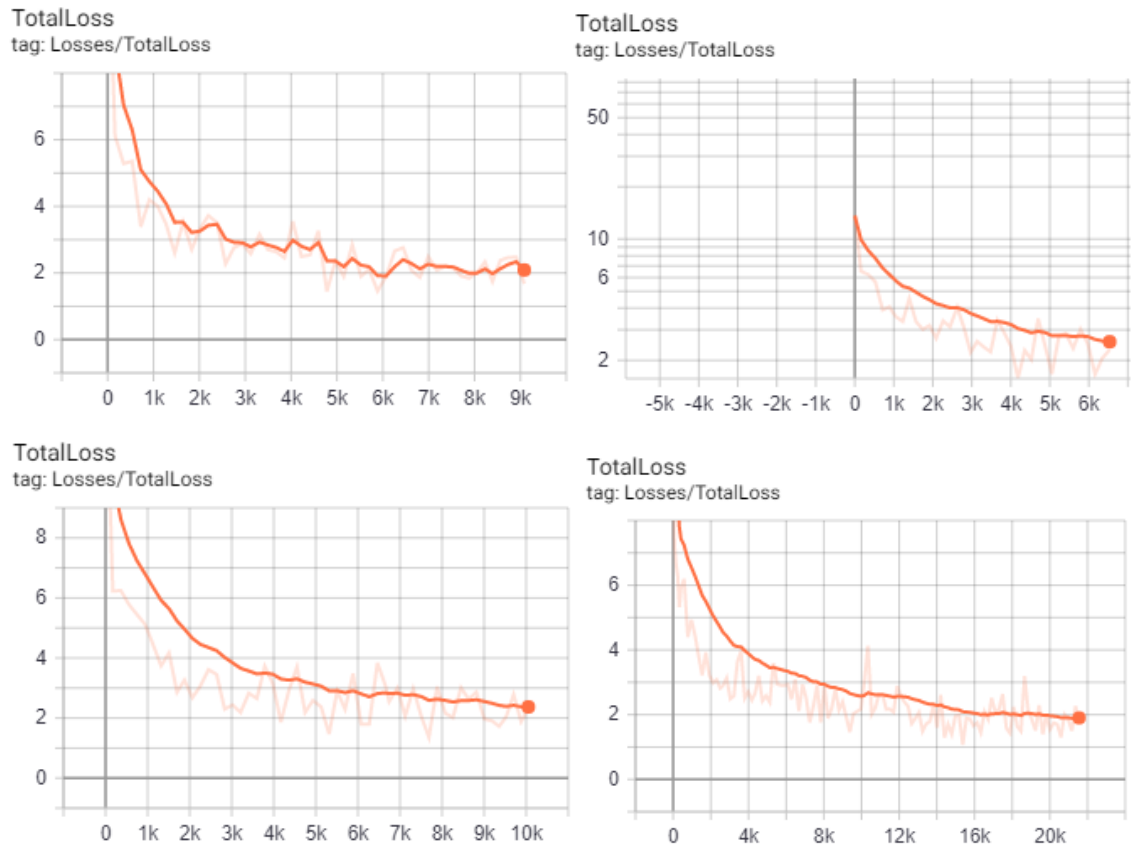 TotalLoss
tag: Losses/TotalLoss
6
4
2
0
0 1k 2k 3k 4k 5k 6k 7k 8k 9k
TotalLoss
tag: Losses/TotalLoss
50
10
6
2
-5k -4k -3k -2k -1k 0 1k 2k 3k 4k 5k 6k
TotalLoss
tag: Losses/TotalLoss
8
6
4
2
0
0 1k 2k 3k 4k 5k 6k 7k 8k 9k 10k
TotalLoss
tag: Losses/TotalLoss
6
4
2
0
0 4k 8k 12k 16k 20k